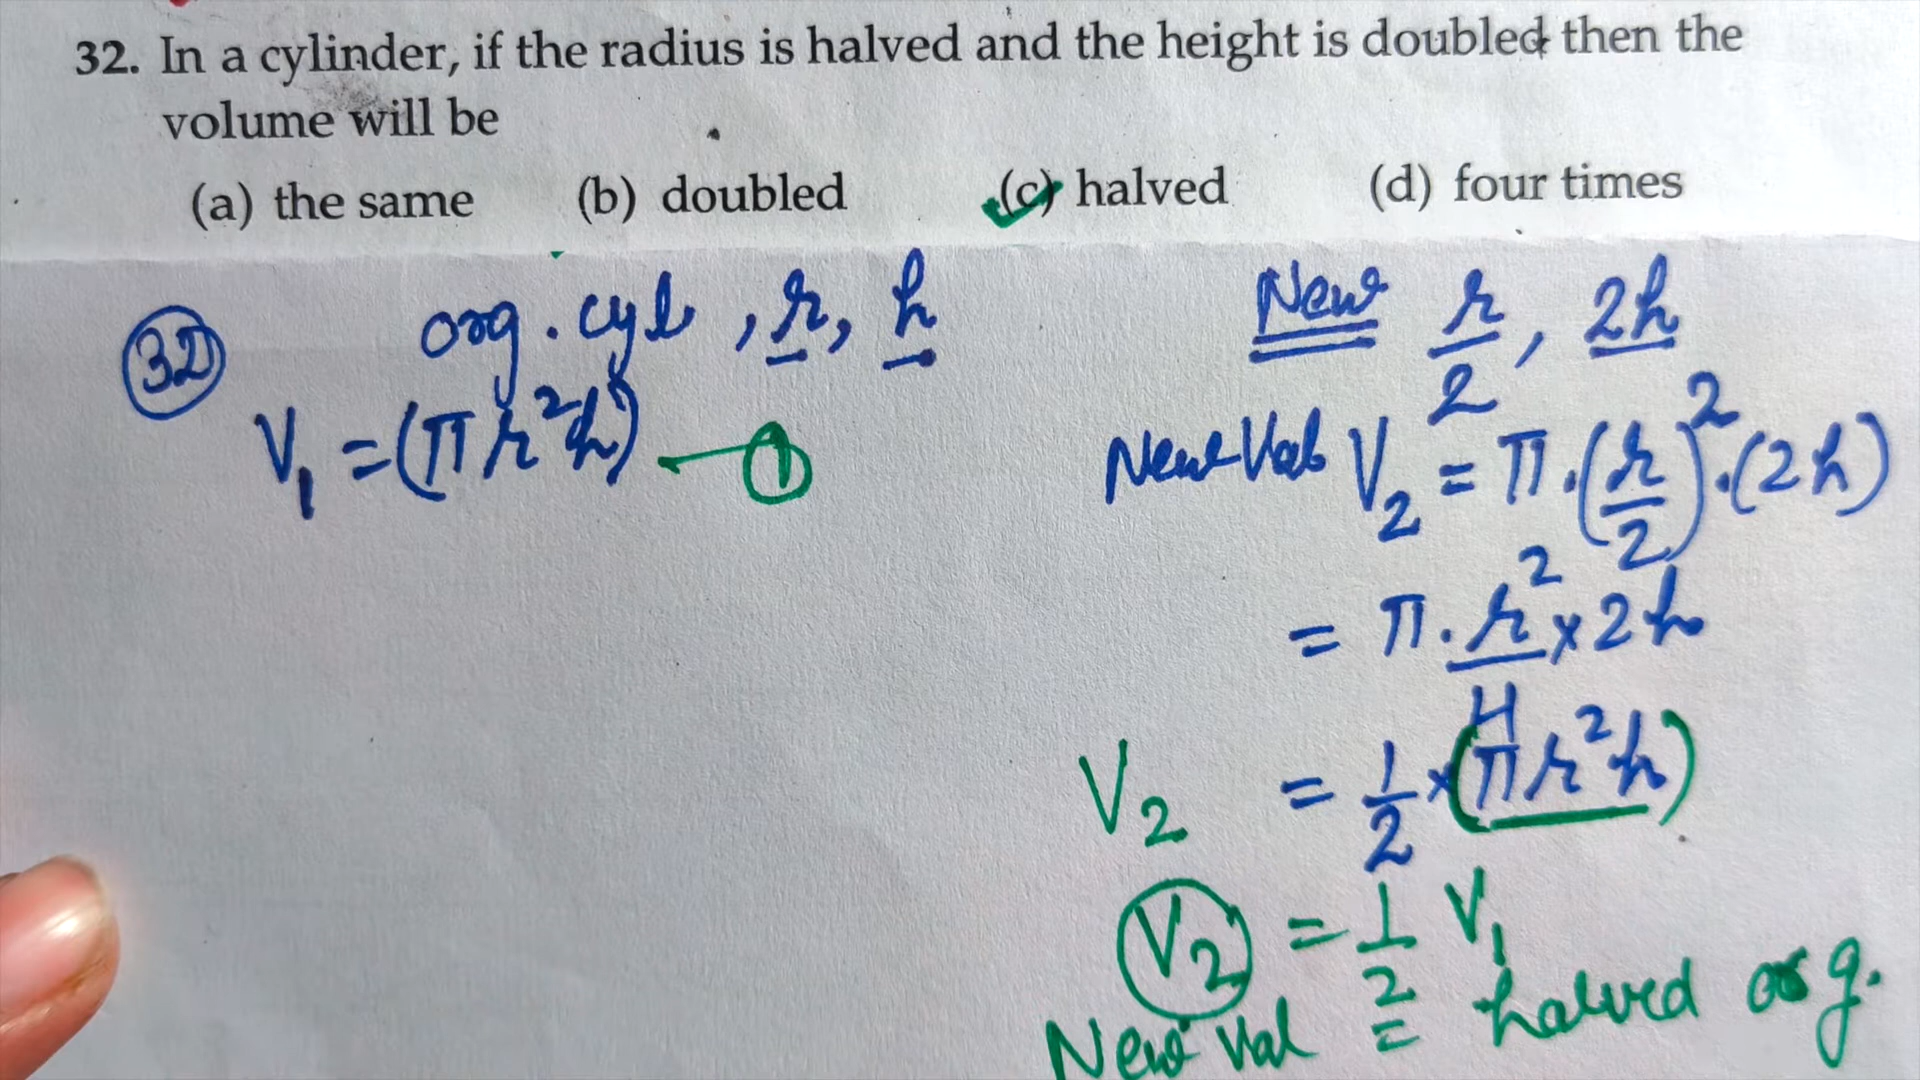 32. In a cylinder, if the radius is halved and the height is doubled then the
volume will be
(a) the same (b) doubled (c) halved (d) four times
32 org. cyl , r, h
V₁ = (πr²h) ①
New r/2, 2h
New Vol V₂ = π.(r/2)².(2h)
= π.r²/4 × 2h
V₂ = 1/2 × (πr²h)
V₂ = 1/2 V₁
New Vol = halved org.